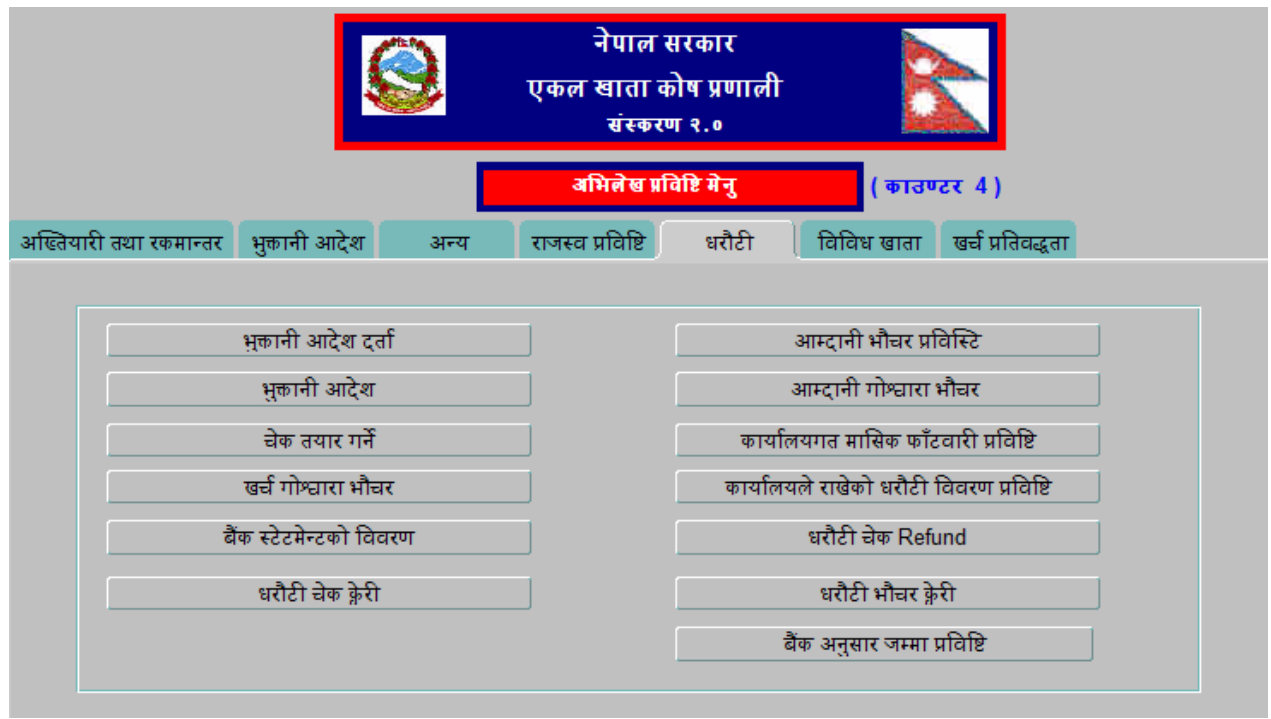 नेपाल सरकार
एकल खाता कोष प्रणाली
संस्करण २.०
अभिलेख प्रविष्टि मेनु
( काउण्टर 4 )
अख्तियारी तथा रकमान्तर भुक्तानी आदेश अन्य राजस्व प्रविष्टि धरौटी विविध खाता खर्च प्रतिवद्धता
भुक्तानी आदेश दर्ता
भुक्तानी आदेश
चेक तयार गर्ने
खर्च गोश्वारा भौचर
बैंक स्टेटमेन्टको विवरण
धरौटी चेक क्वेरी
आम्दानी भौचर प्रविस्टि
आम्दानी गोश्वारा भौचर
कार्यालयगत मासिक फाँटवारी प्रविष्टि
कार्यालयले राखेको धरौटी विवरण प्रविष्टि
धरौटी चेक Refund
धरौटी भौचर क्वेरी
बैंक अनुसार जम्मा प्रविष्टि